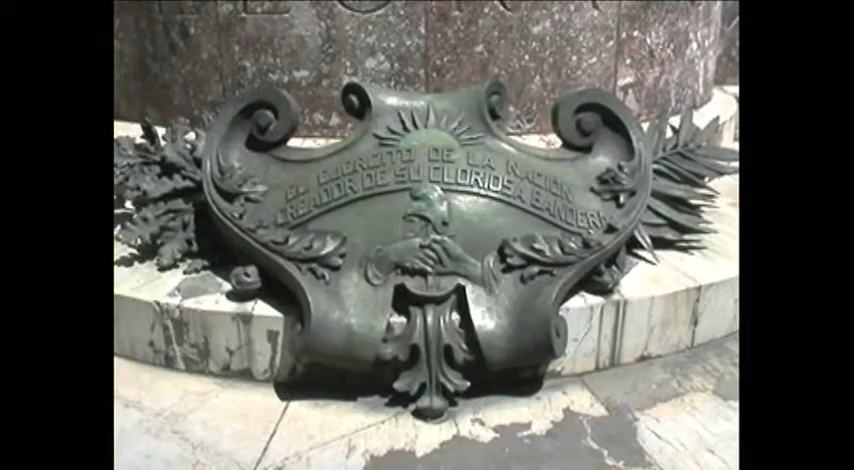 EL EJERCITO DE LA NACION
CREADOR DE SU GLORIOSA BANDERA